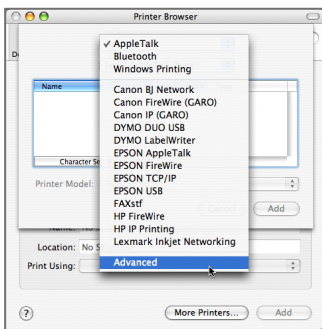 Printer Browser
✓ AppleTalk
Bluetooth
Windows Printing
Name
Canon BJ Network
Canon FireWire (GARO)
Canon IP (GARO)
DYMO DUO USB
DYMO LabelWriter
EPSON AppleTalk
EPSON FireWire
Character Se
EPSON TCP/IP
Printer Model:
EPSON USB
FAXstf
Cancel
Add
HP FireWire
HP IP Printing
Name:
Lexmark Inkjet Networking
Location: No S
Advanced
Print Using:
? More Printers... Add